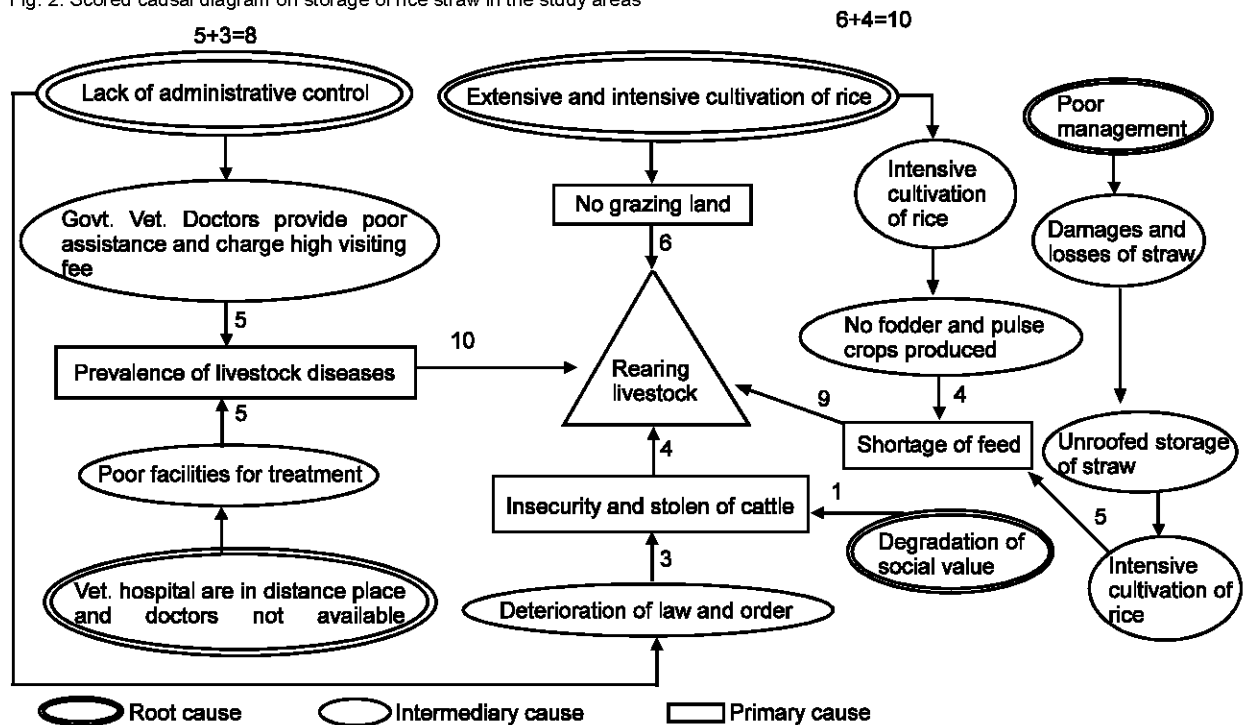 Fig. 2. Scored causal diagram on storage of rice straw in the study areas
5+3=8
6+4=10
Lack of administrative control
Extensive and intensive cultivation of rice
Poor
management
Intensive
cultivation
of rice
No grazing land
Govt. Vet. Doctors provide poor
assistance and charge high visiting
fee
Damages and
losses of straw
6
5
No fodder and pulse
crops produced
10
Prevalence of livestock diseases
Rearing
livestock
9
4
5
Shortage of feed
Unroofed storage
of straw
4
Poor facilities for treatment
1
5
Insecurity and stolen of cattle
Degradation of
social value
3
Intensive
cultivation of
rice
Vet. hospital are in distance place
and doctors not available
Deterioration of law and order
Root cause
Intermediary cause
Primary cause